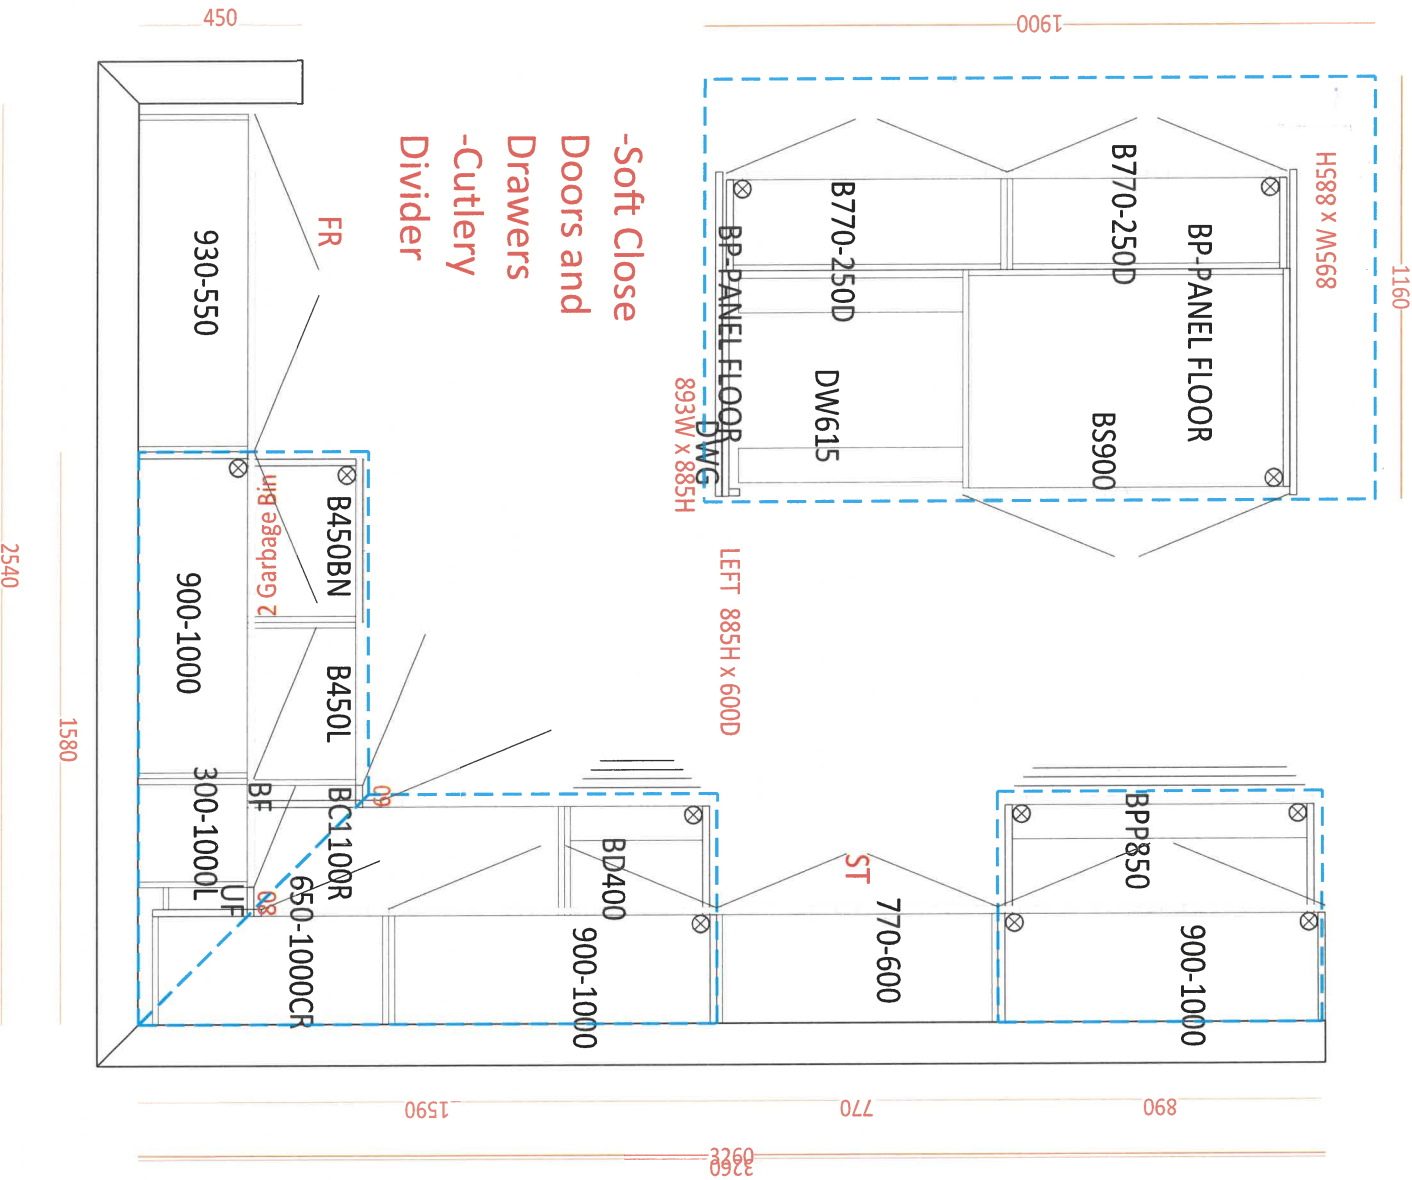 450
1900
-Soft Close
Doors and
Drawers
-Cutlery
Divider
FR
930-550
B770-250D
B770-250D
BP-PANEL FLOOR
BP-PANEL FLOOR
895W x 885H
1160
DW615
BS900
DWG
893W x 885H
LEFT 885H x 600D
2 Garbage Bin
B450BN
900-1000
B450L
2540
1580
300-1000L
BF
UF
BC1100R
09
08
650-1000CR
BD400
900-1000
ST
770-600
BPP850
900-1000
1590
770
890
3260
3260